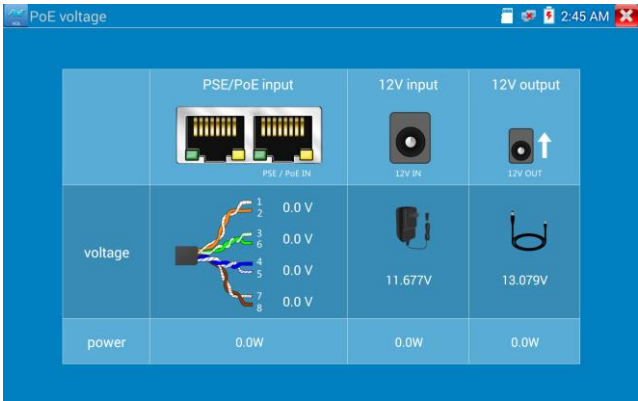 PoE voltage
2:45 AM
PSE/PoE input
12V input
12V output
PSE / PoE IN
12V IN
12V OUT
voltage
1
2
0.0 V
3
6
0.0 V
4
5
0.0 V
7
8
0.0 V
11.677V
13.079V
power
0.0W
0.0W
0.0W